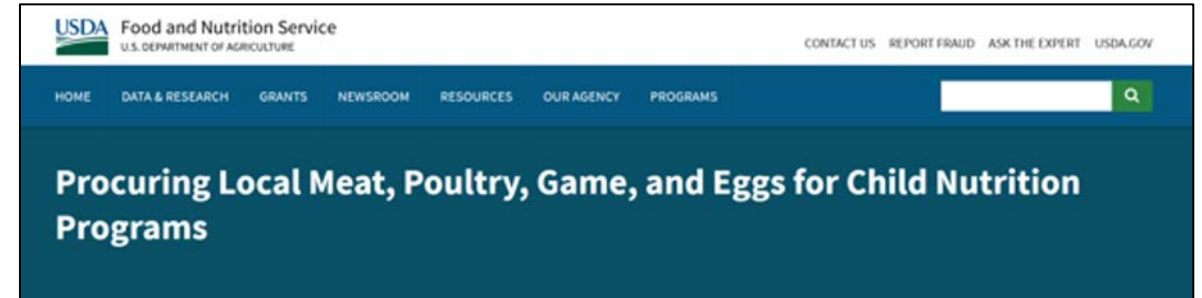 USDA Food and Nutrition Service
U.S. DEPARTMENT OF AGRICULTURE
CONTACT US REPORT FRAUD ASK THE EXPERT USDA.GOV
HOME DATA & RESEARCH GRANTS NEWSROOM RESOURCES OUR AGENCY PROGRAMS
Procuring Local Meat, Poultry, Game, and Eggs for Child Nutrition
Programs